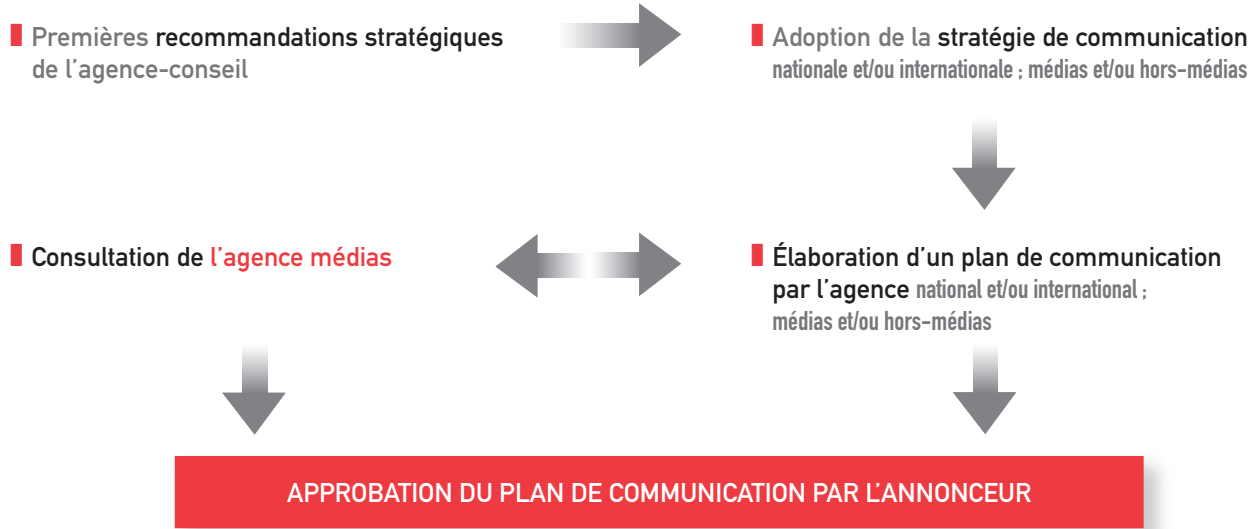 Premières recommandations stratégiques
de l’agence-conseil
Adoption de la stratégie de communication
nationale et/ou internationale ; médias et/ou hors-médias
Consultation de l’agence médias
Élaboration d’un plan de communication
par l’agence national et/ou international ;
médias et/ou hors-médias
APPROBATION DU PLAN DE COMMUNICATION PAR L’ANNONCEUR